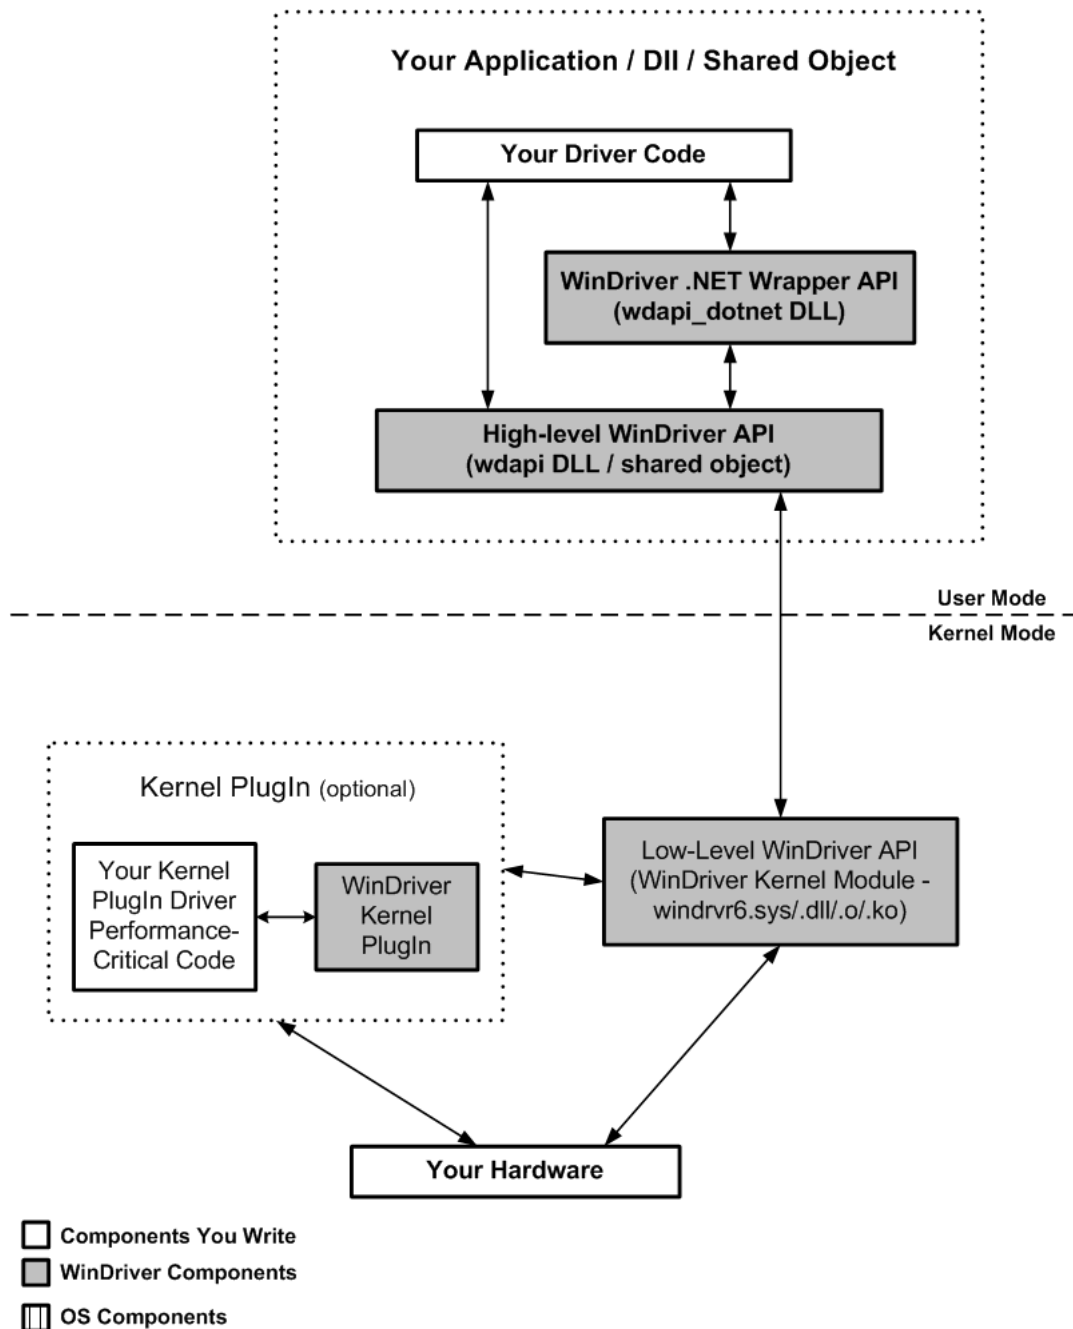 Your Application / Dll / Shared Object
Your Driver Code
WinDriver .NET Wrapper API
(wdapi_dotnet DLL)
High-level WinDriver API
(wdapi DLL / shared object)
User Mode
Kernel Mode
Kernel PlugIn (optional)
Your Kernel
PlugIn Driver
Performance-
Critical Code
WinDriver
Kernel
PlugIn
Low-Level WinDriver API
(WinDriver Kernel Module -
windrvr6.sys/.dll/.o/.ko)
Your Hardware
Components You Write
WinDriver Components
OS Components